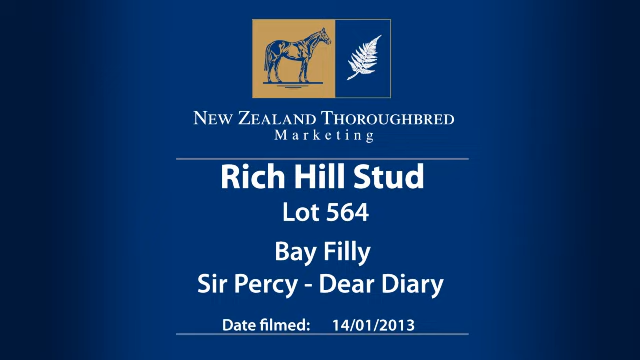 New Zealand Thoroughbred
Marketing
Rich Hill Stud
Lot 564
Bay Filly
Sir Percy - Dear Diary
Date filmed: 14/01/2013